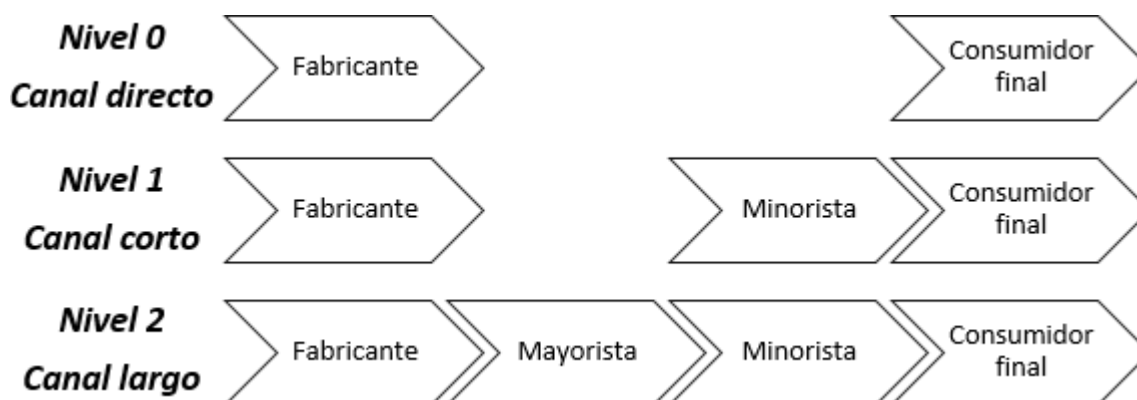 Nivel 0
Canal directo
Fabricante
Consumidor
final
Nivel 1
Canal corto
Fabricante
Minorista
Consumidor
final
Nivel 2
Canal largo
Fabricante
Mayorista
Minorista
Consumidor
final